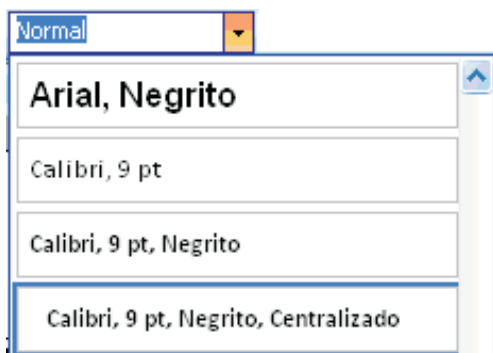 Normal
Arial, Negrito
Calibri, 9 pt
Calibri, 9 pt, Negrito
Calibri, 9 pt, Negrito, Centralizado